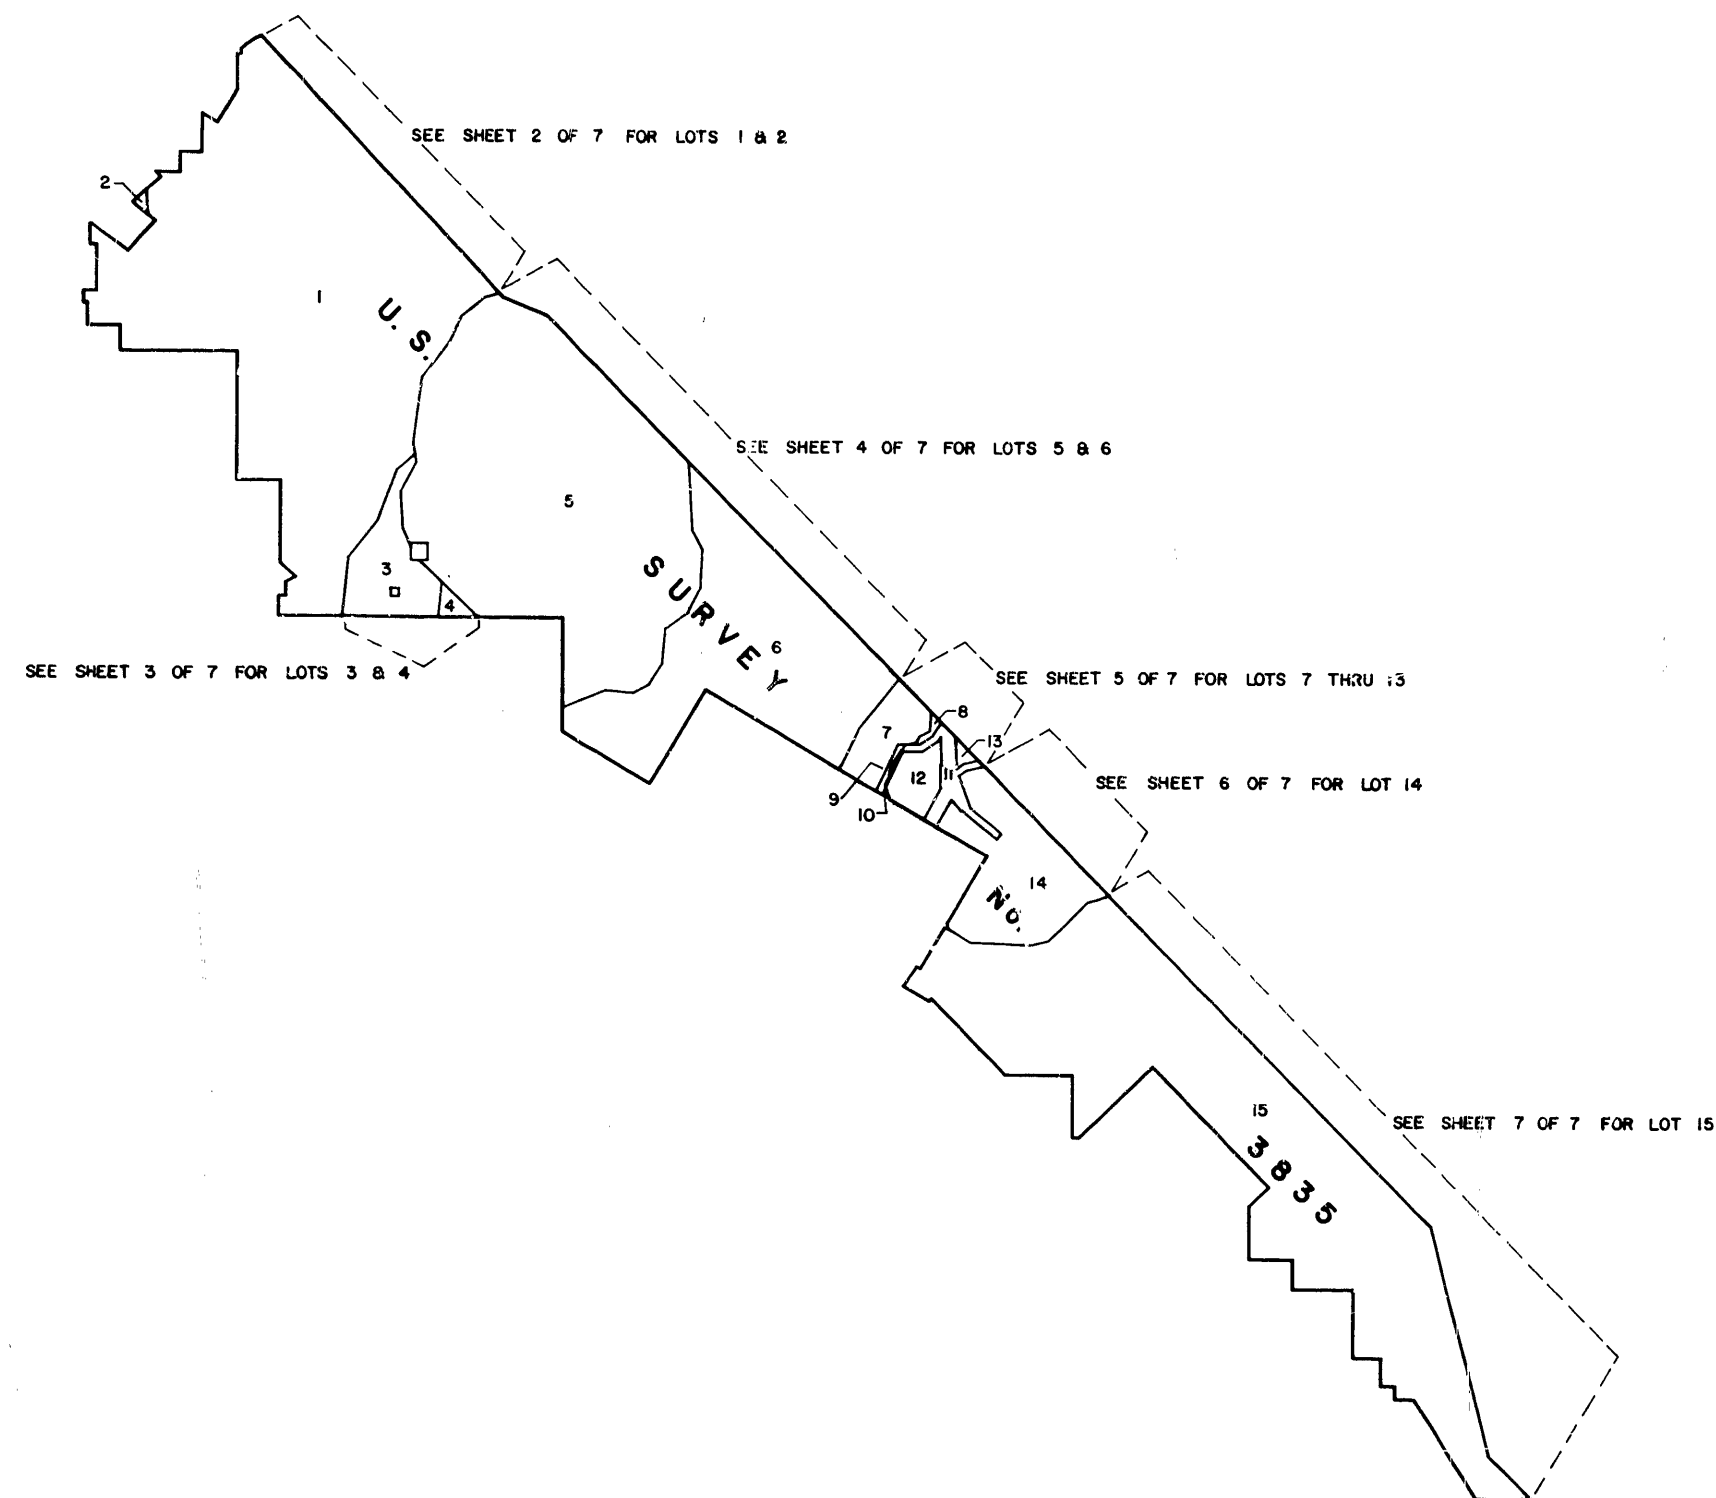 SEE SHEET 2 OF 7 FOR LOTS 1 & 2
2
1
U.S.
SEE SHEET 4 OF 7 FOR LOTS 5 & 6
5
SURVEY
3
4
6
SEE SHEET 3 OF 7 FOR LOTS 3 & 4
SEE SHEET 5 OF 7 FOR LOTS 7 THRU 13
8
7
13
12
11
SEE SHEET 6 OF 7 FOR LOT 14
9
10
14
No.
15
SEE SHEET 7 OF 7 FOR LOT 15
3835